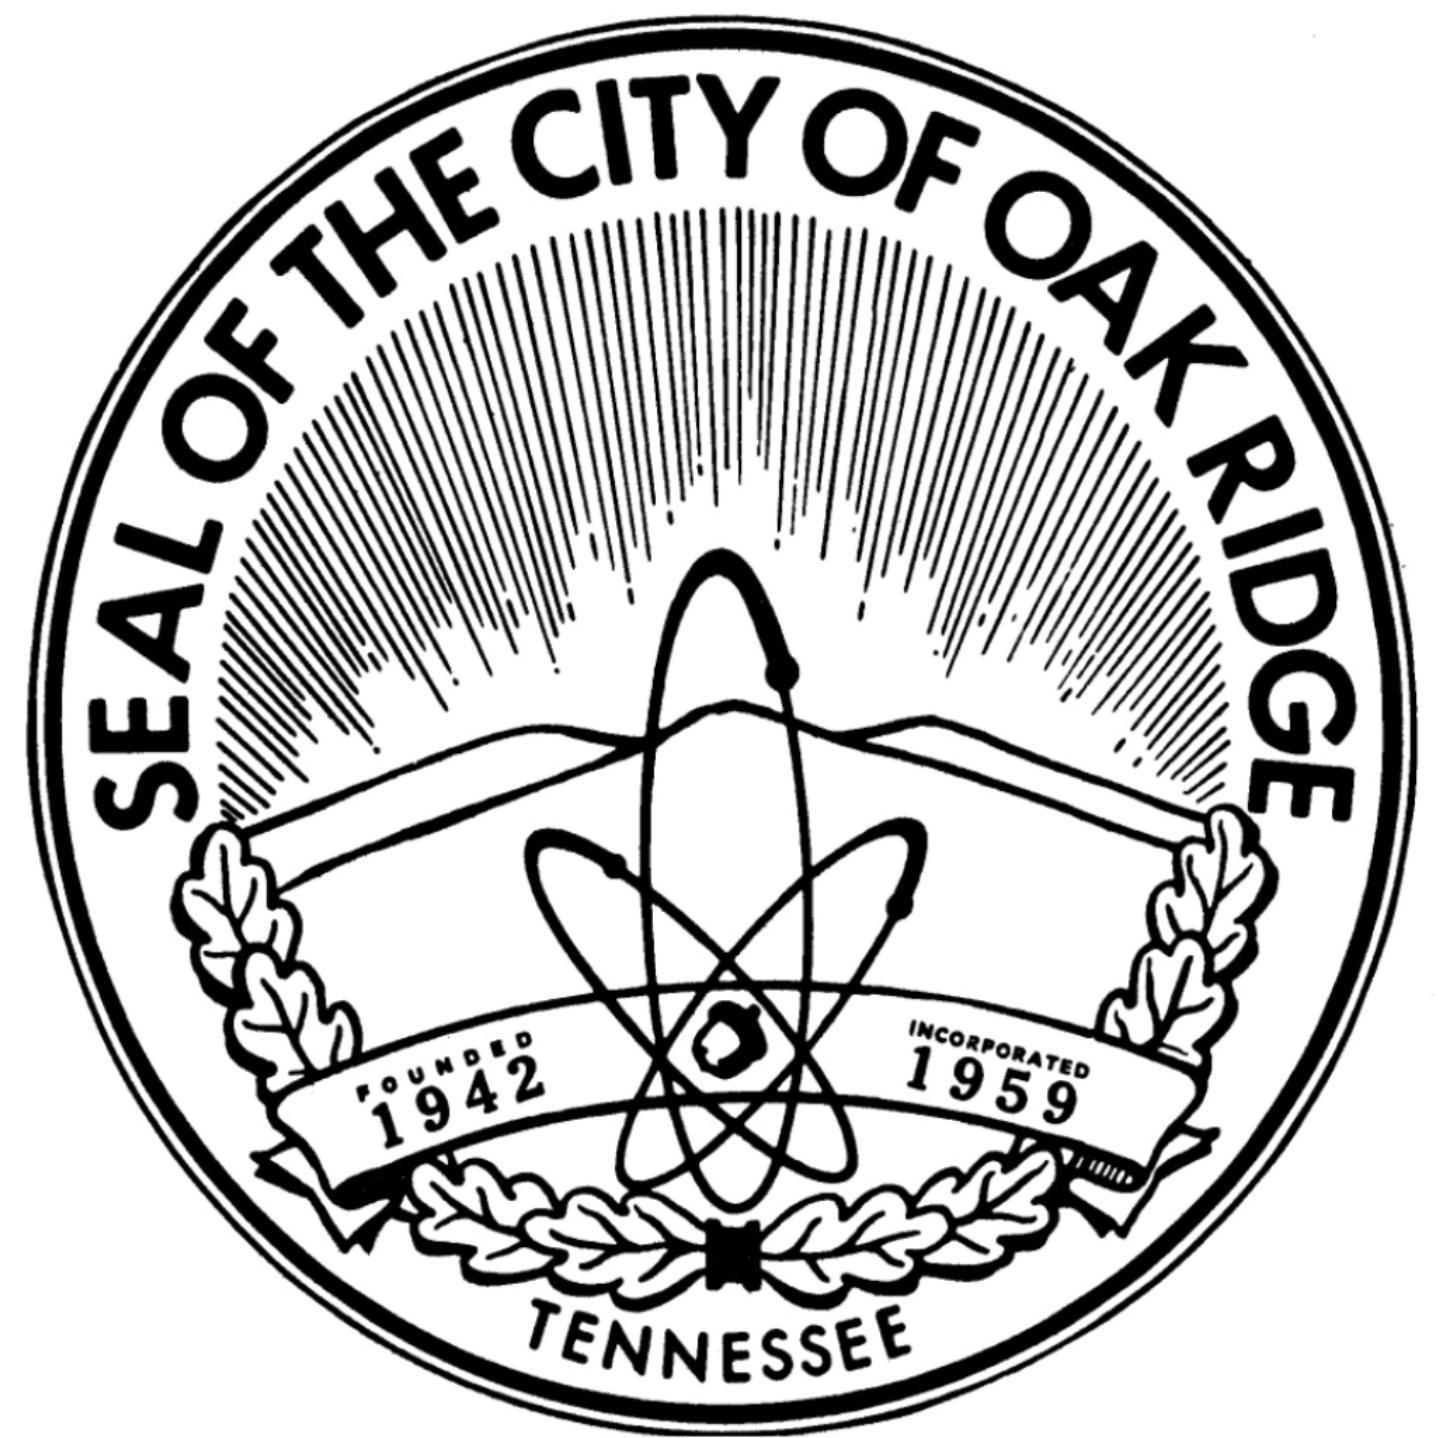 SEAL OF THE CITY OF OAK RIDGE
FOUNDED
1942
INCORPORATED
1959
TENNESSEE